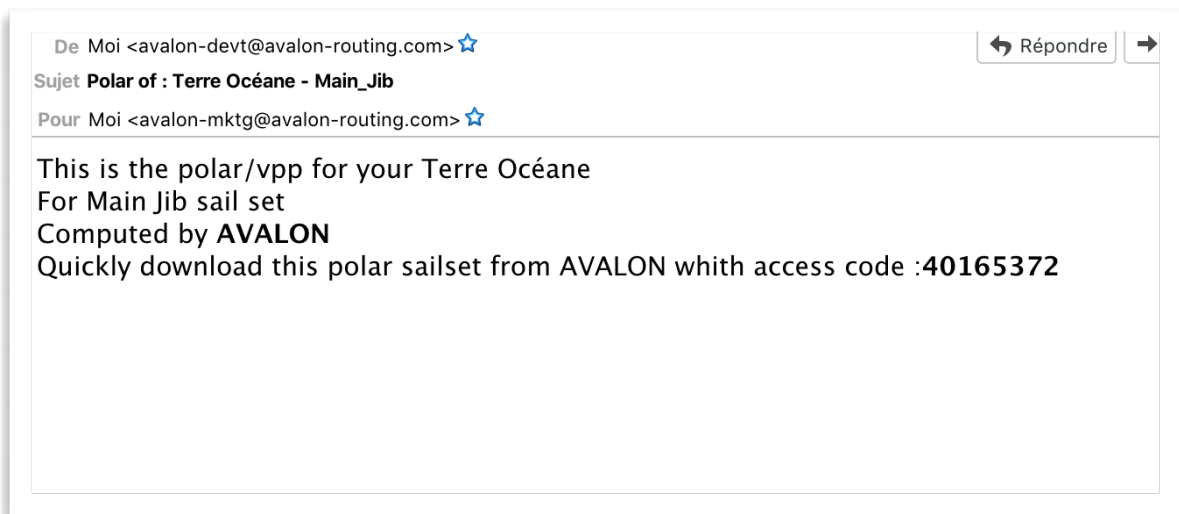 De Moi <avalon-devt@avalon-routing.com>
Répondre
Sujet Polar of : Terre Océane - Main_Jib
Pour Moi <avalon-mktg@avalon-routing.com>
This is the polar/vpp for your Terre Océane
For Main Jib sail set
Computed by AVALON
Quickly download this polar sailset from AVALON whith access code :40165372